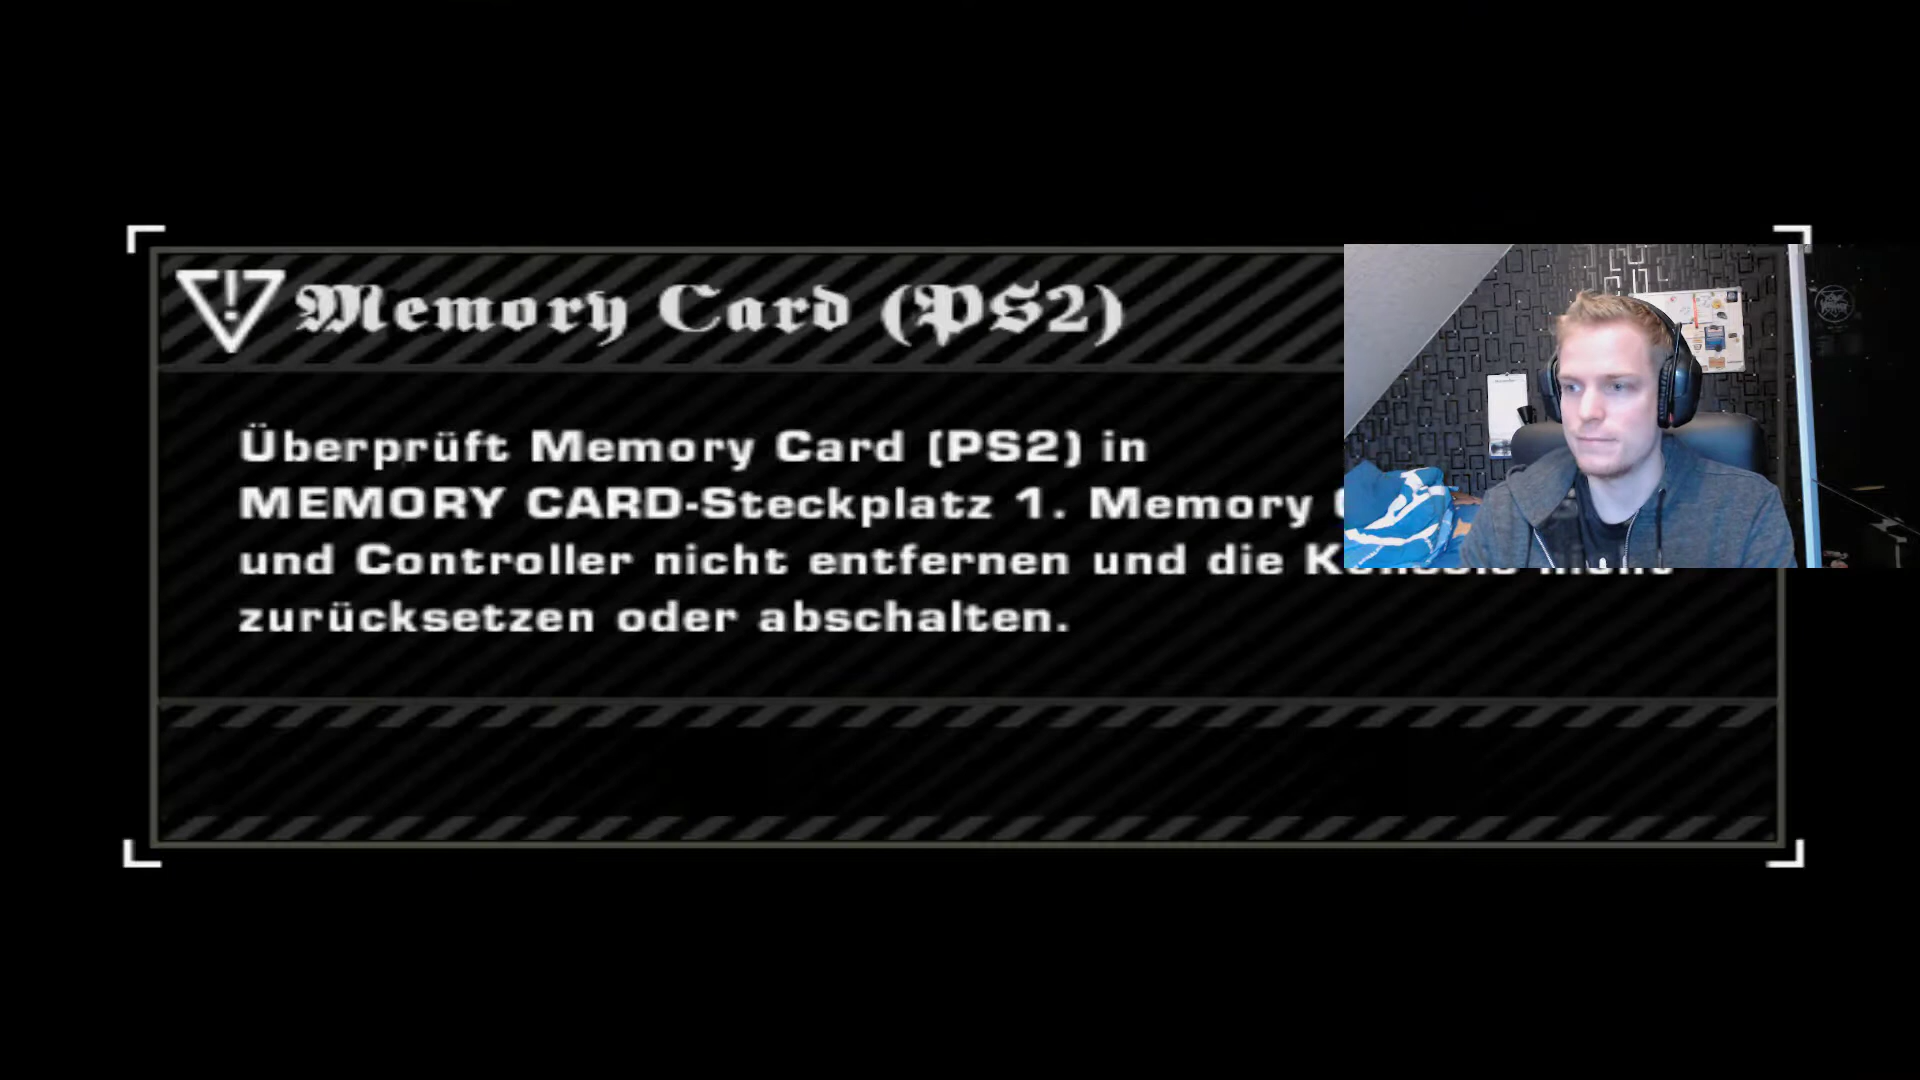 Memory Card (PS2)
Überprüft Memory Card (PS2) in
MEMORY CARD-Steckplatz 1. Memory
und Controller nicht entfernen und die
zurücksetzen oder abschalten.